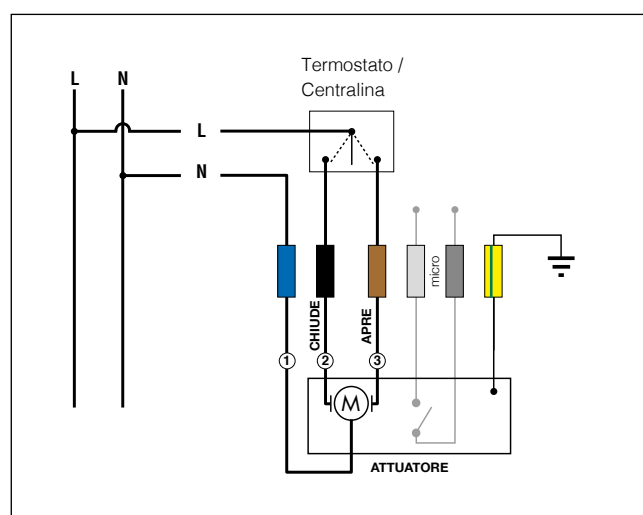 Termostato /
Centralina
L N
L
N
micro
CHIUDE
APRE
1 2 3
M
ATTUATORE